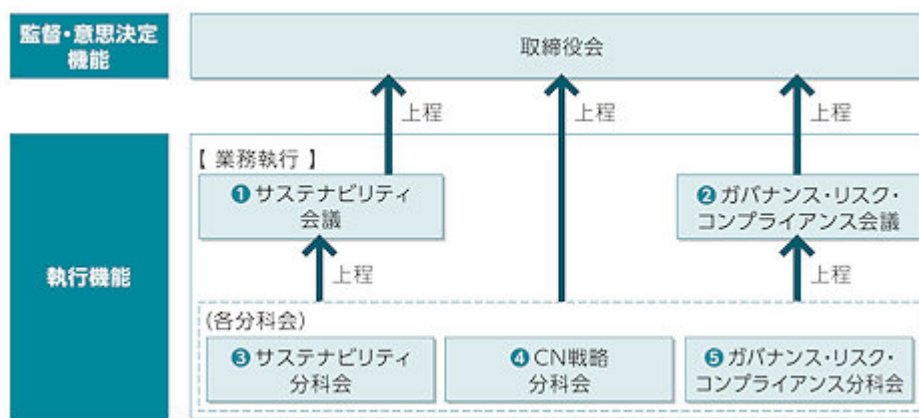 監督・意思決定
機能
取締役会
上程
上程
上程
執行機能
【 業務執行 】
❶サステナビリティ
会議
❷ガバナンス・リスク・
コンプライアンス会議
上程
上程
(各分科会)
❸サステナビリティ
分科会
❹CN戦略
分科会
❺ガバナンス・リスク・
コンプライアンス分科会